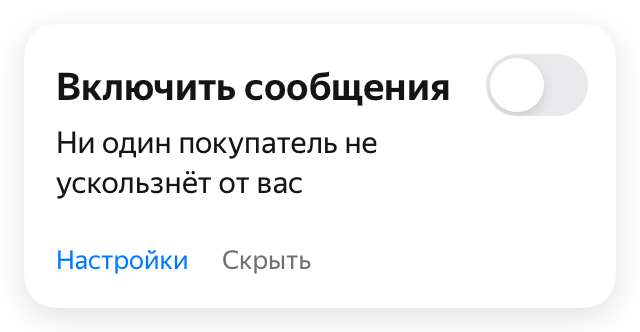 Включить сообщения
Ни один покупатель не
ускользнёт от вас
Настройки Скрыть